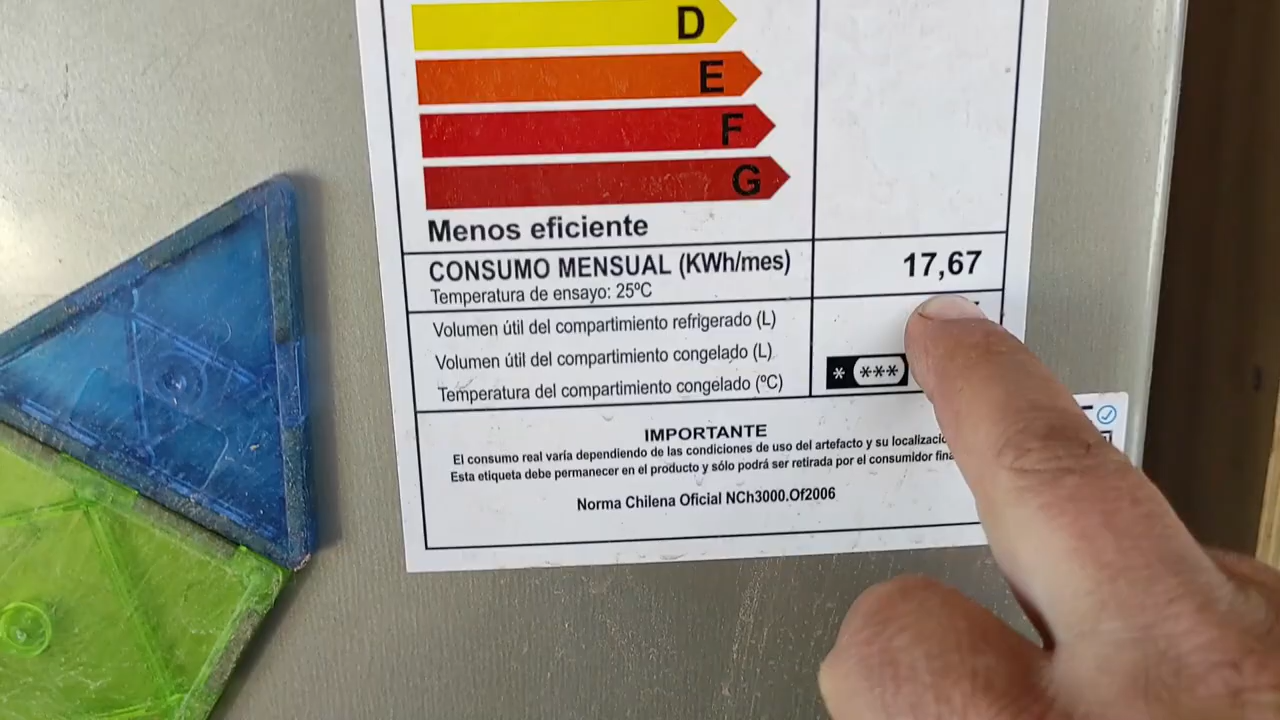 D
E
F
G
Menos eficiente
CONSUMO MENSUAL (KWh/mes) 17,67
Temperatura de ensayo: 25ºC
Volumen útil del compartimiento refrigerado (L)
Volumen útil del compartimiento congelado (L)
Temperatura del compartimiento congelado (ºC) * ***
IMPORTANTE
El consumo real varía dependiendo de las condiciones de uso del artefacto y su
Esta etiqueta debe permanecer en el producto y sólo podrá ser retirada por el consumidor
Norma Chilena Oficial NCh3000.Of2006